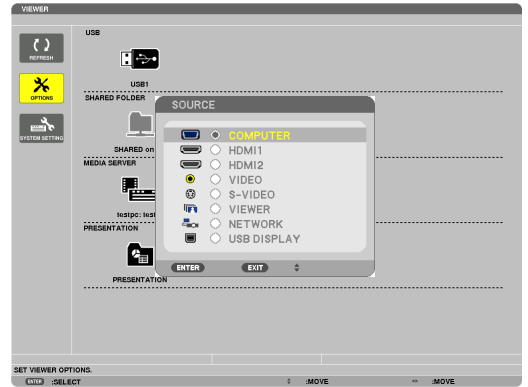 VIEWER
USB
REFRESH
USB1
OPTIONS
SHARED FOLDER
SOURCE
COMPUTER
HDMI1
SYSTEM SETTING
SHARED on
HDMI2
MEDIA SERVER
VIDEO
S-VIDEO
VIEWER
testpc: test
NETWORK
PRESENTATION
USB DISPLAY
ENTER EXIT
PRESENTATION
SET VIEWER OPTIONS.
ENTER :SELECT :MOVE :MOVE